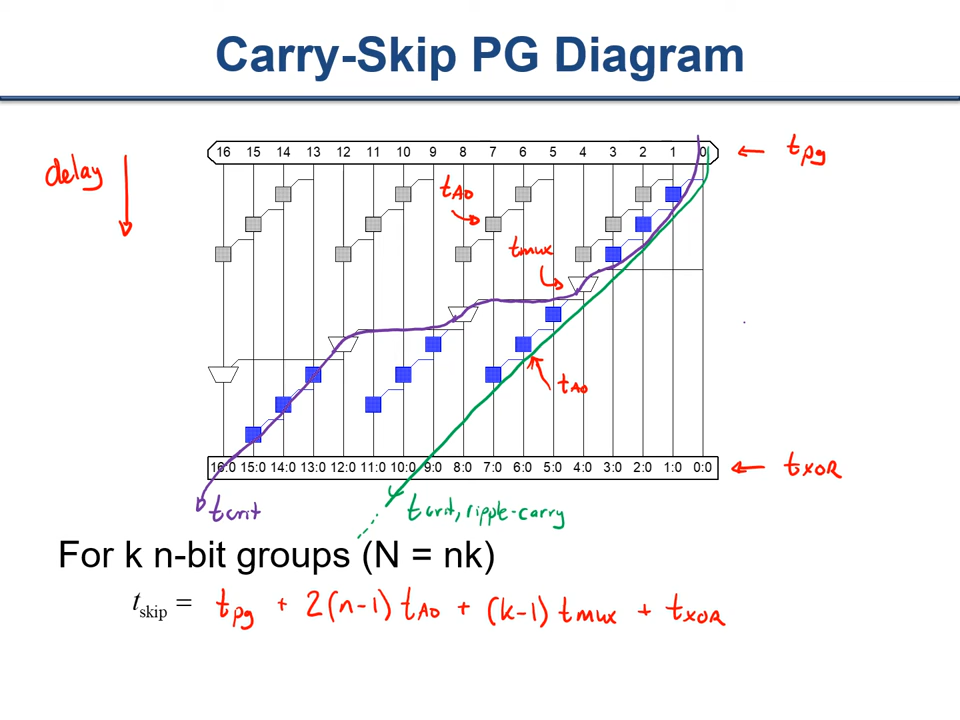 Carry-Skip PG Diagram
16 15 14 13 12 11 10 9 8 7 6 5 4 3 2 1 0
← tpg
delay
tAO
tmux
tAO
16:0 15:0 14:0 13:0 12:0 11:0 10:0 9:0 8:0 7:0 6:0 5:0 4:0 3:0 2:0 1:0 0:0
← tXOR
tcrit
tcrit, ripple-carry
For k n-bit groups (N = nk)
tskip = tpg + 2(n-1) tAO + (k-1) tmux + tXOR